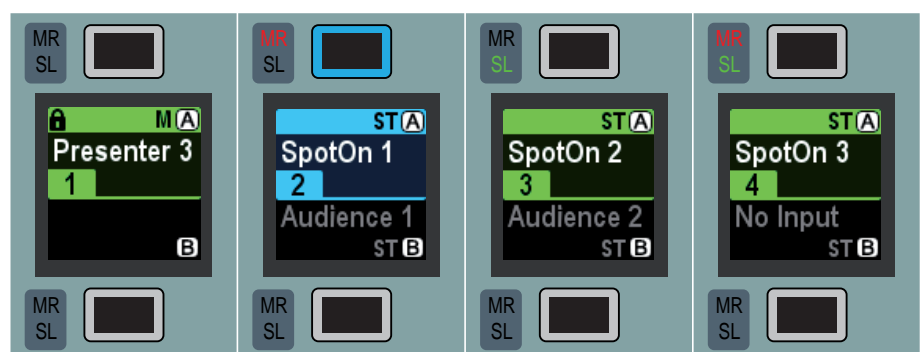 MR
SL
M A
Presenter 3
1
B
MR
SL
MR
SL
ST A
SpotOn 1
2
Audience 1
ST B
MR
SL
MR
SL
ST A
SpotOn 2
3
Audience 2
ST B
MR
SL
MR
SL
ST A
SpotOn 3
4
No Input
ST B
MR
SL